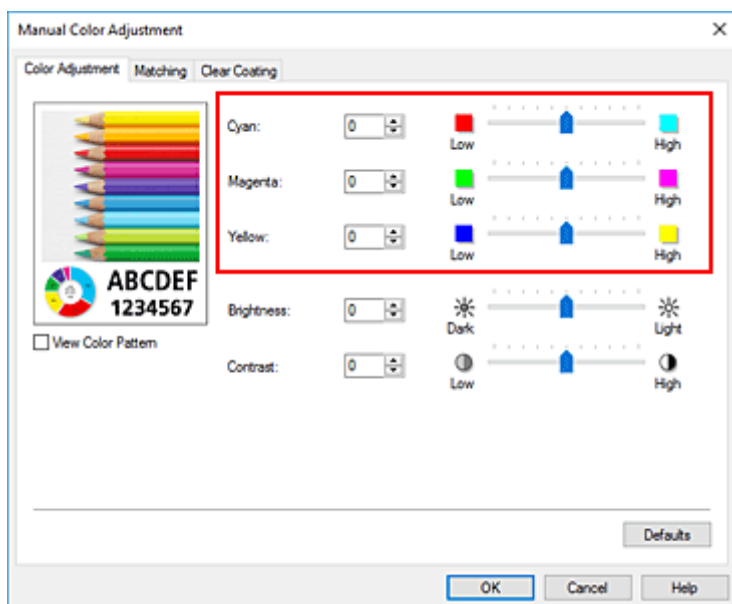 Manual Color Adjustment
Color Adjustment Matching Clear Coating
Cyan: 0 Low High
Magenta: 0 Low High
Yellow: 0 Low High
ABCDEF
1234567
Brightness: 0 Dark Light
View Color Pattern
Contrast: 0 Low High
Defaults
OK Cancel Help